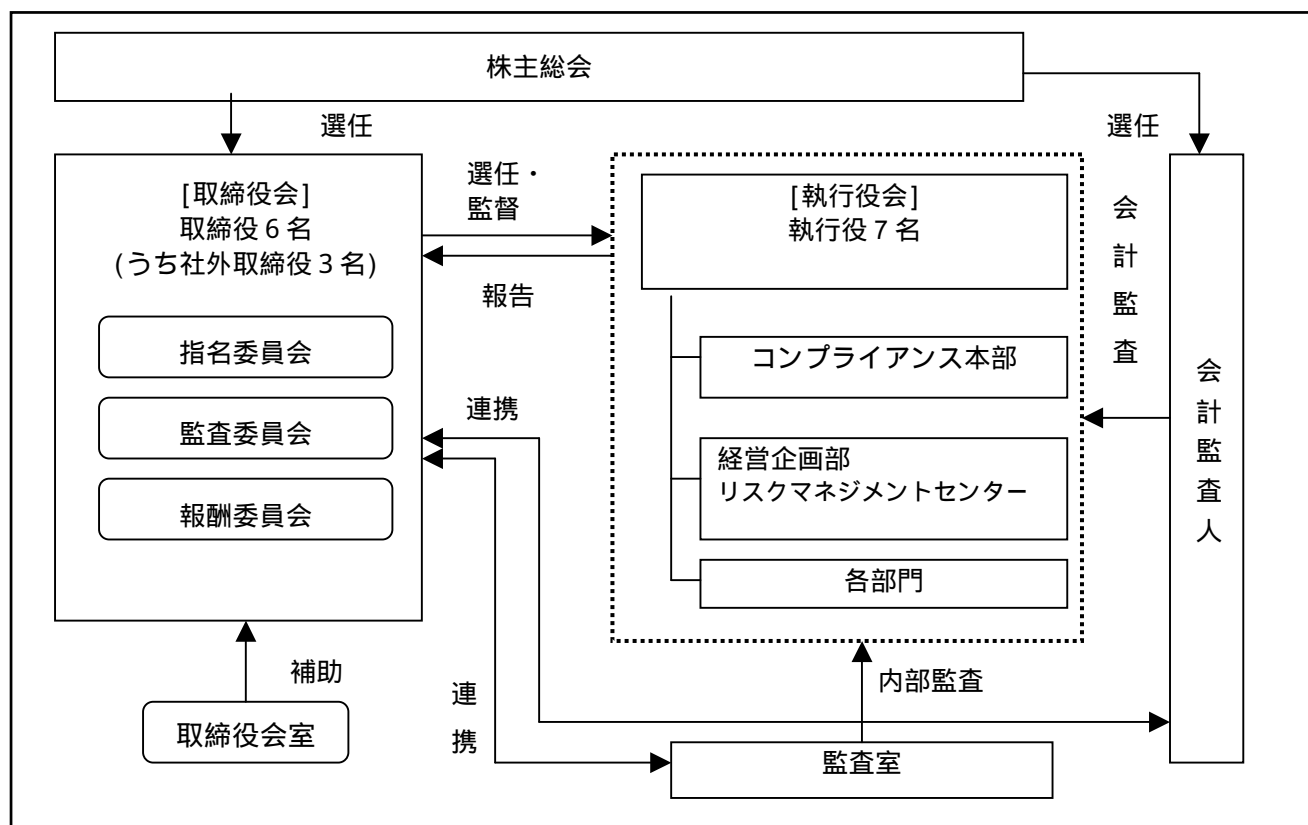 株主総会
選任
選任
[取締役会]
取締役6名
(うち社外取締役3名)
指名委員会
監査委員会
報酬委員会
選任・
監督
報告
[執行役会]
執行役7名
コンプライアンス本部
経営企画部
リスクマネジメントセンター
各部門
会計監査
会計監査人
連携
連携
補助
取締役会室
内部監査
監査室